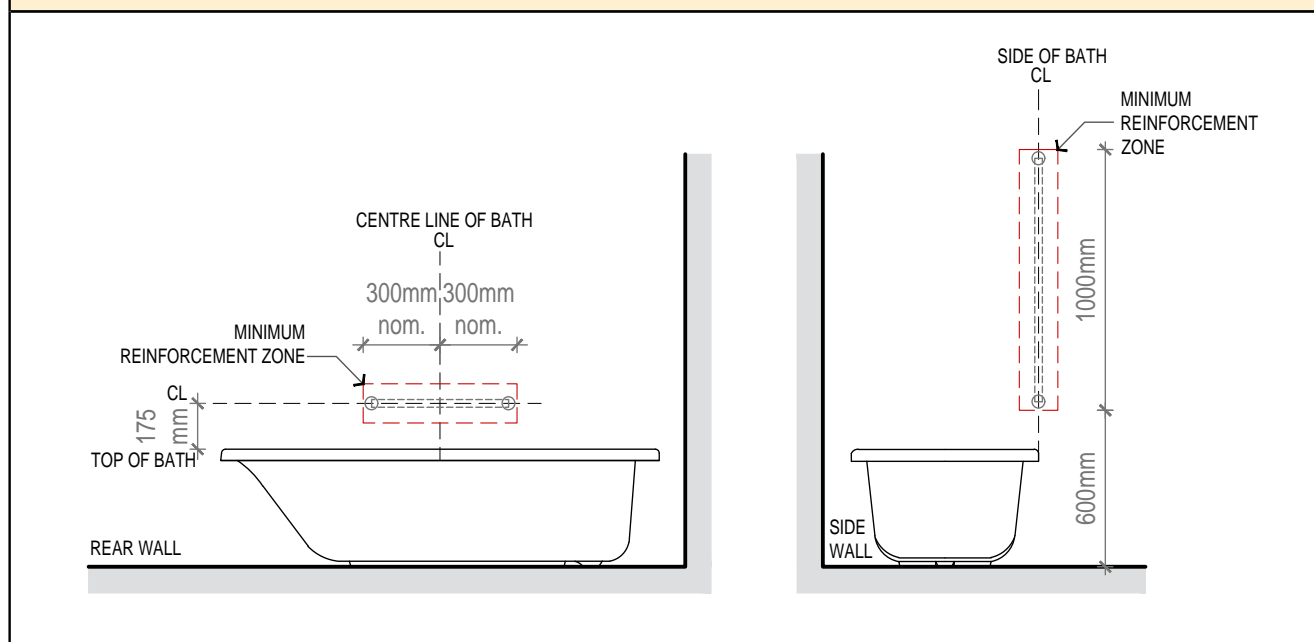 CENTRE LINE OF BATH
CL
300mm 300mm
nom. nom.
MINIMUM
REINFORCEMENT ZONE
CL
175
mm
TOP OF BATH
REAR WALL
SIDE OF BATH
CL
MINIMUM
REINFORCEMENT
ZONE
1000mm
600mm
SIDE
WALL